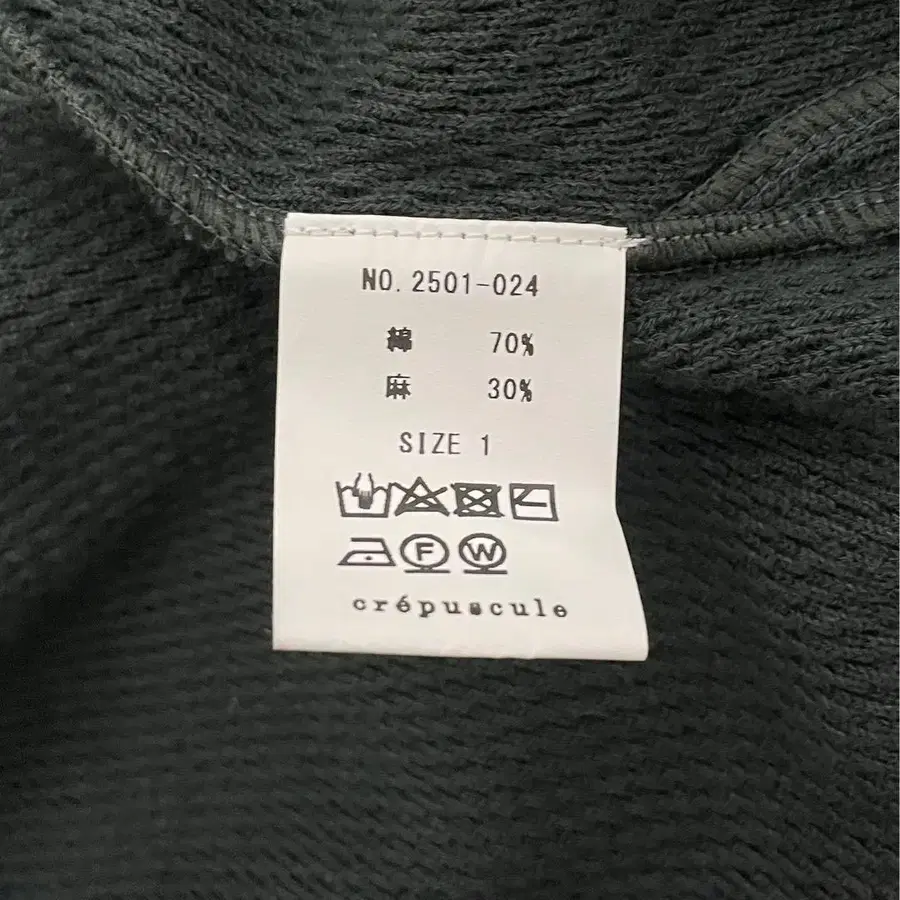 NO. 2501-024
綿 70%
麻 30%
SIZE 1
F W
crépuscule